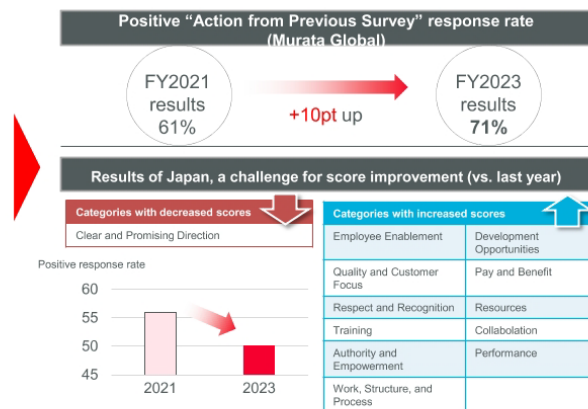 Positive “Action from Previous Survey” response rate
(Murata Global)
FY2021
results
61%
+10pt up
FY2023
results
71%
Results of Japan, a challenge for score improvement (vs. last year)
Categories with decreased scores
Clear and Promising Direction
Positive response rate
60
55
50
45
2021
2023
Categories with increased scores
Employee Enablement
Development
Opportunities
Quality and Customer
Focus
Pay and Benefit
Respect and Recognition
Resources
Training
Collabolation
Authority and
Empowerment
Performance
Work, Structure, and
Process